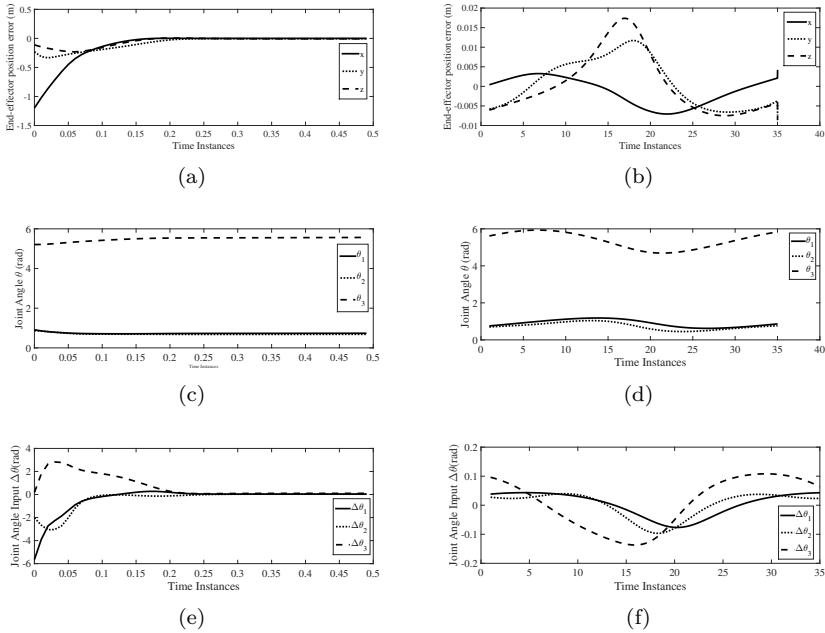 End-effector position error (m)
0.5
0
-0.5
-1
-1.5
x
y
z
0 0.05 0.1 0.15 0.2 0.25 0.3 0.35 0.4 0.45 0.5
Time Instances
(a)
End-effector position error (m)
0.02
0.015
0.01
0.005
0
-0.005
-0.01
x
y
z
0 5 10 15 20 25 30 35 40
Time Instances
(b)
Joint Angle θ (rad)
6
4
2
0
θ1
θ2
θ3
0 0.05 0.1 0.15 0.2 0.25 0.3 0.35 0.4 0.45 0.5
Time Instances
(c)
Joint Angle θ (rad)
6
4
2
0
θ1
θ2
θ3
0 5 10 15 20 25 30 35 40
Time Instances
(d)
Joint Angle Input Δθ(rad)
4
2
0
-2
-4
-6
Δθ1
Δθ2
Δθ3
0 0.05 0.1 0.15 0.2 0.25 0.3 0.35 0.4 0.45 0.5
Time Instances
(e)
Joint Angle Input Δθ(rad)
0.2
0.1
0
-0.1
-0.2
Δθ1
Δθ2
Δθ3
0 5 10 15 20 25 30 35
Time Instances
(f)